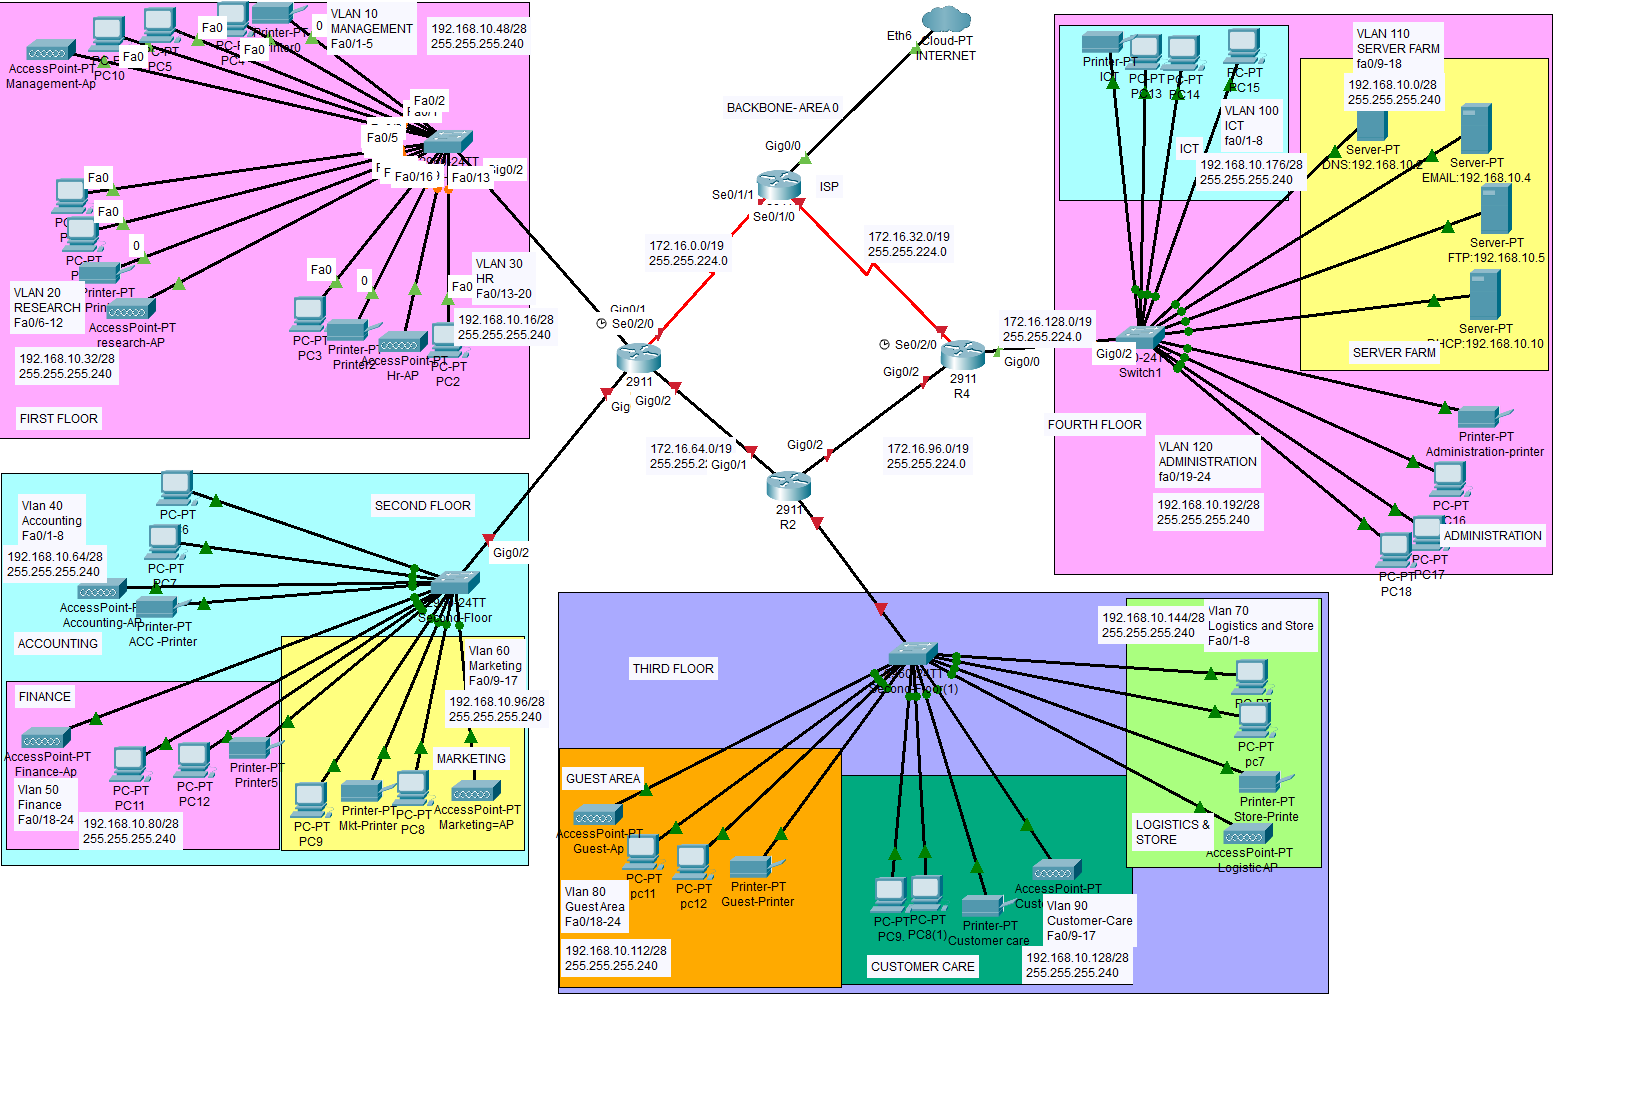 VLAN 10
MANAGEMENT
Fa0/1-5
192.168.10.48/28
255.255.255.240
Fa0
Fa0
Fa0
0
AccessPoint-PT
Management-Ap
PC10
PC5
Fa0/2
Fa0/5
Fa0/16
Fa0/13
Gig0/2
Fa0
Fa0
0
PC-PT
VLAN 20
RESEARCH
Fa0/6-12
AccessPoint-PT
research-AP
192.168.10.32/28
255.255.255.240
FIRST FLOOR
Fa0
0
Fa0
VLAN 30
HR
Fa0/13-20
192.168.10.16/28
255.255.255.240
PC-PT
PC3
Printer-PT
Printer2
AccessPoint-PT
Hr-AP
PC-PT
PC2
Eth6
Cloud-PT
INTERNET
BACKBONE- AREA 0
Gig0/0
ISP
Se0/1/1
Se0/1/0
172.16.0.0/19
255.255.224.0
172.16.32.0/19
255.255.224.0
Gig0/1
Se0/2/0
2911
Gig0/2
Se0/2/0
Gig0/2
Gig0/0
2911
R4
172.16.128.0/19
255.255.224.0
172.16.64.0/19
Gig0/1
Gig0/2
172.16.96.0/19
255.255.224.0
2911
R2
Printer-PT
ICT
PC-PT
PC13
PC-PT
PC14
PC-PT
PC15
VLAN 100
ICT
fa0/1-8
ICT
192.168.10.176/28
255.255.255.240
VLAN 110
SERVER FARM
fa0/9-18
192.168.10.0/28
255.255.255.240
Server-PT
DNS:192.168.10.2
Server-PT
EMAIL:192.168.10.4
Server-PT
FTP:192.168.10.5
Server-PT
DHCP:192.168.10.10
SERVER FARM
Gig0/2
Switch1
FOURTH FLOOR
VLAN 120
ADMINISTRATION
fa0/19-24
192.168.10.192/28
255.255.255.240
Printer-PT
Administration-printer
PC-PT
PC16
ADMINISTRATION
PC17
PC-PT
PC18
SECOND FLOOR
Vlan 40
Accounting
Fa0/1-8
192.168.10.64/28
255.255.255.240
PC-PT
PC-PT
PC7
Gig0/2
Second-Floor
Accounting-AP
Printer-PT
ACC -Printer
ACCOUNTING
Vlan 60
Marketing
Fa0/9-17
192.168.10.96/28
255.255.255.240
MARKETING
FINANCE
AccessPoint-PT
Finance-Ap
PC-PT
PC11
PC-PT
PC12
Printer-PT
Printer5
Vlan 50
Finance
Fa0/18-24
192.168.10.80/28
255.255.255.240
PC-PT
PC9
Printer-PT
Mkt-Printer
PC-PT
PC8
AccessPoint-PT
Marketing=AP
THIRD FLOOR
Second-Floor(1)
192.168.10.144/28
255.255.255.240
Vlan 70
Logistics and Store
Fa0/1-8
PC-PT
pc7
Printer-PT
Store-Printe
LOGISTICS &
STORE
AccessPoint-PT
LogisticAP
GUEST AREA
AccessPoint-PT
Guest-Ap
PC-PT
pc11
PC-PT
pc12
Printer-PT
Guest-Printer
Vlan 80
Guest Area
Fa0/18-24
192.168.10.112/28
255.255.255.240
PC-PT
PC9.
PC-PT
PC8(1)
Printer-PT
Customer care
AccessPoint-PT
Vlan 90
Customer-Care
Fa0/9-17
192.168.10.128/28
255.255.255.240
CUSTOMER CARE